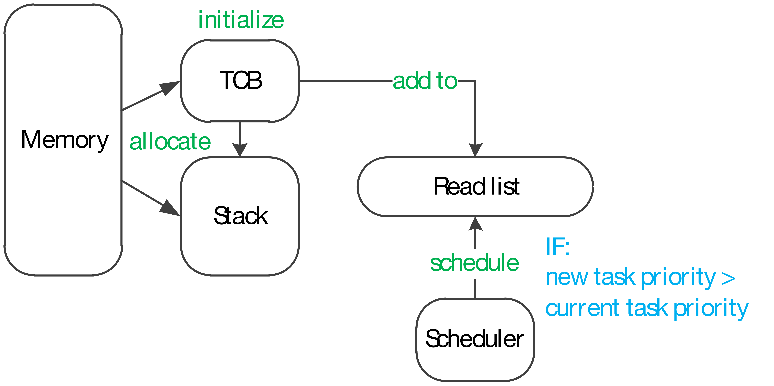 initialize
TCB
add to
Memory
allocate
Read list
Stack
schedule
IF:
new task priority >
current task priority
Scheduler